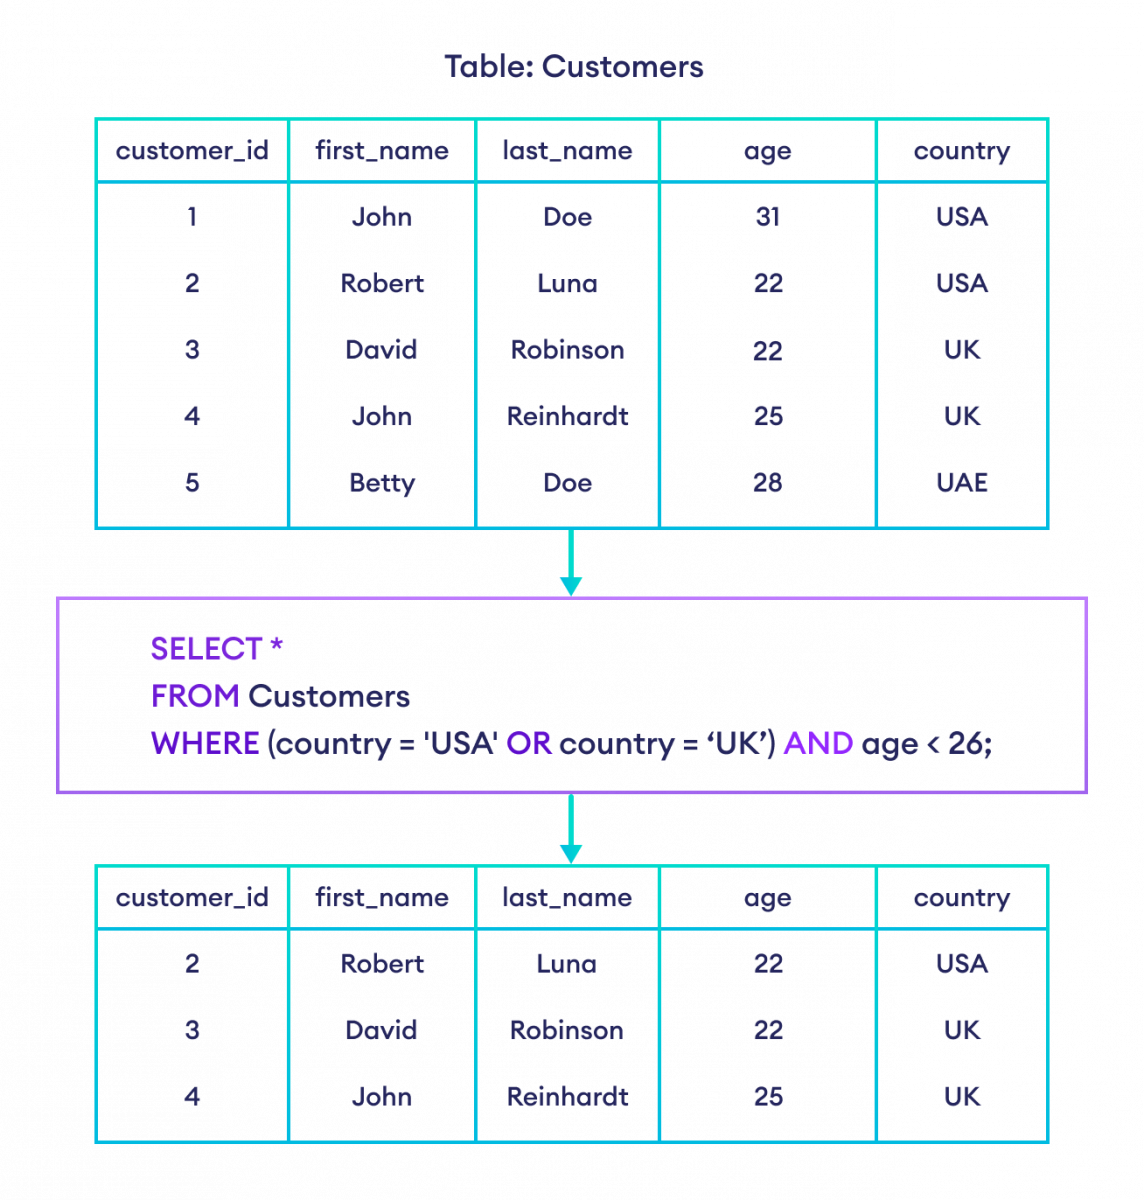 Table: Customers
customer_id first_name last_name age country
1 John Doe 31 USA
2 Robert Luna 22 USA
3 David Robinson 22 UK
4 John Reinhardt 25 UK
5 Betty Doe 28 UAE
SELECT *
FROM Customers
WHERE (country = 'USA' OR country = ‘UK’) AND age < 26;
customer_id first_name last_name age country
2 Robert Luna 22 USA
3 David Robinson 22 UK
4 John Reinhardt 25 UK